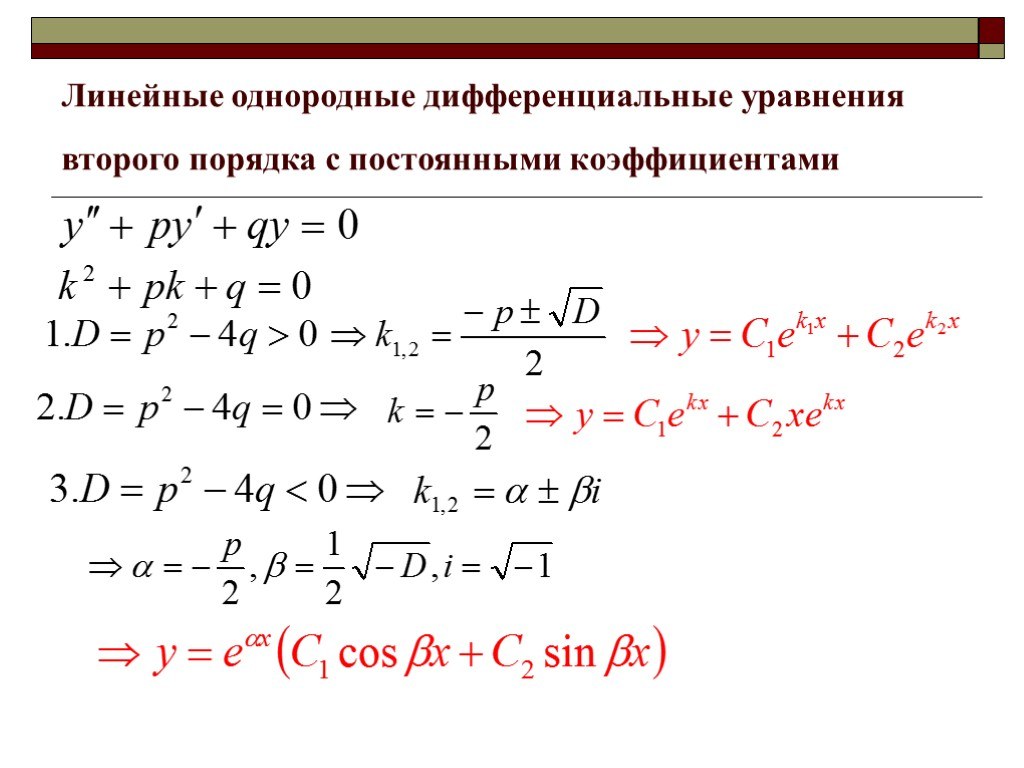 Линейные однородные дифференциальные уравнения
второго порядка с постоянными коэффициентами
y″ + py′ + qy = 0
k² + pk + q = 0
1.D = p² − 4q > 0 ⇒ k₁,₂ = (− p ± √D) / 2 ⇒ y = C₁e^(k₁x) + C₂e^(k₂x)
2.D = p² − 4q = 0 ⇒ k = − p/2 ⇒ y = C₁e^(kx) + C₂xe^(kx)
3.D = p² − 4q < 0 ⇒ k₁,₂ = α ± βi
⇒ α = − p/2 , β = 1/2 √(− D) , i = √(−1)
⇒ y = e^(αx) (C₁ cos βx + C₂ sin βx)